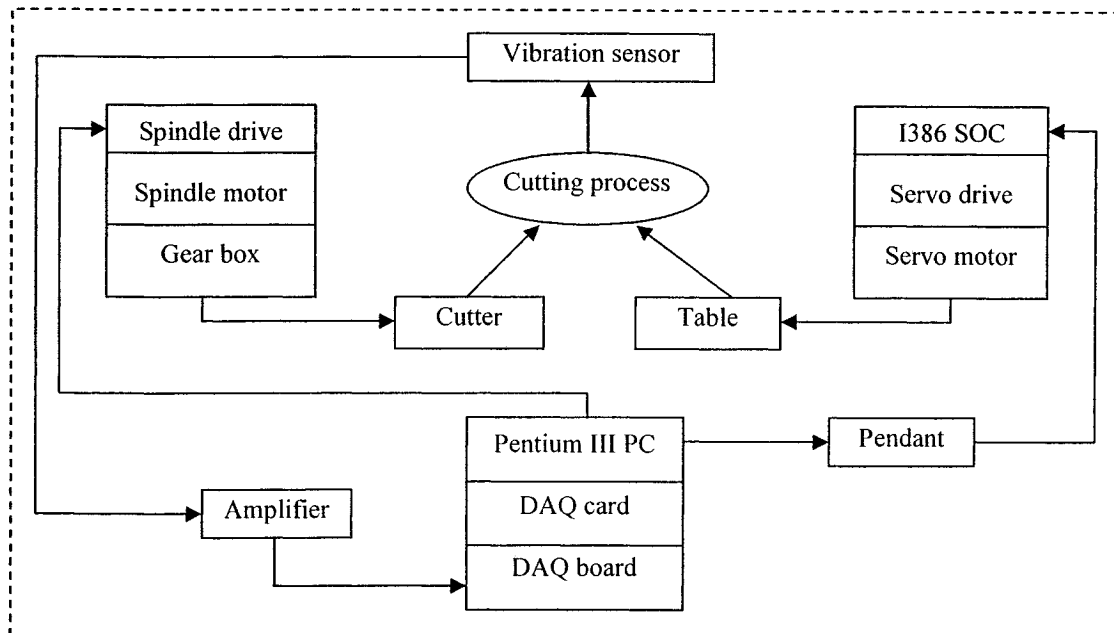 Vibration sensor
Spindle drive
Spindle motor
Gear box
Cutting process
I386 SOC
Servo drive
Servo motor
Cutter
Table
Pentium III PC
DAQ card
DAQ board
Pendant
Amplifier